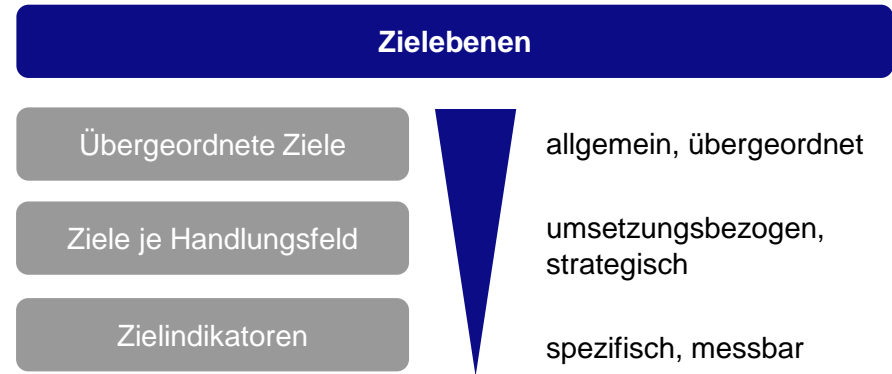 Zielebenen
Übergeordnete Ziele
allgemein, übergeordnet
Ziele je Handlungsfeld
umsetzungsbezogen,
strategisch
Zielindikatoren
spezifisch, messbar